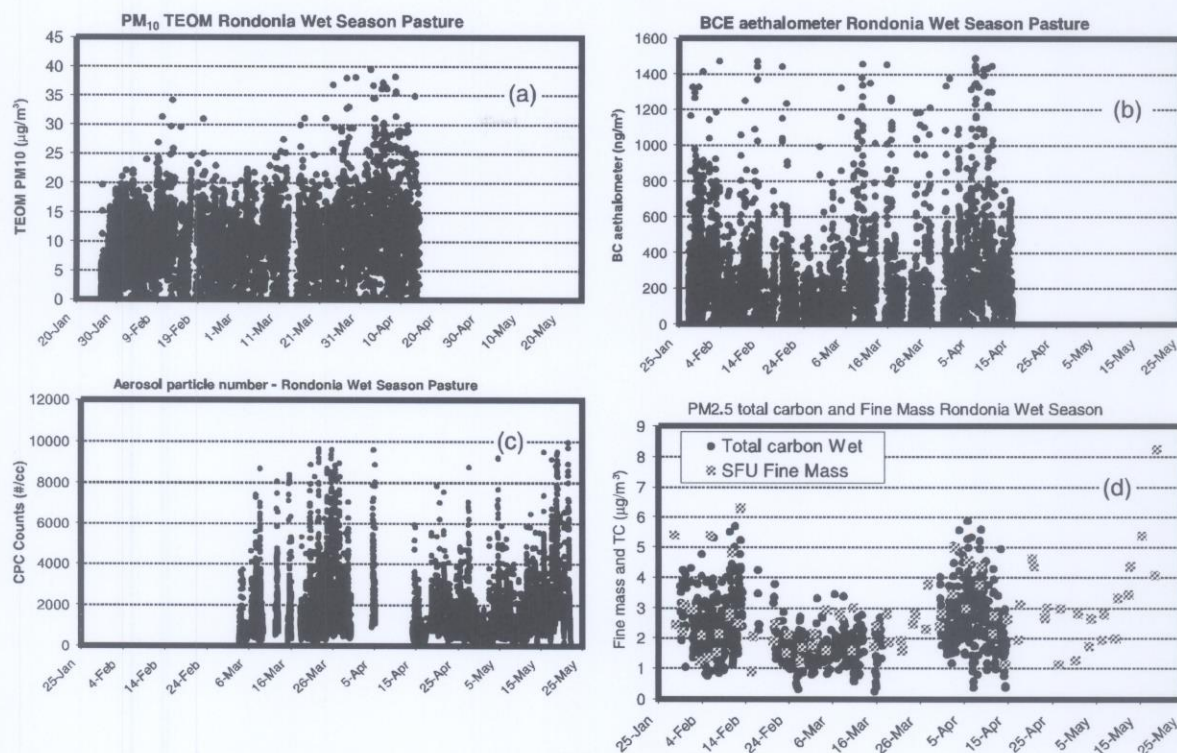 PM10 TEOM Rondonia Wet Season Pasture
45
40
35
30
25
20
15
10
5
0
TEOM PM10 (µg/m³)
(a)
20-Jan
30-Jan
9-Feb
19-Feb
1-Mar
11-Mar
21-Mar
31-Mar
10-Apr
20-Apr
30-Apr
10-May
20-May
BCE aethalometer Rondonia Wet Season Pasture
1600
1400
1200
1000
800
600
400
200
0
BC aethalometer (ng/m³)
(b)
25-Jan
4-Feb
14-Feb
24-Feb
6-Mar
16-Mar
26-Mar
5-Apr
15-Apr
25-Apr
5-May
15-May
25-May
Aerosol particle number - Rondonia Wet Season Pasture
12000
10000
8000
6000
4000
2000
0
CPC Counts (#/cc)
(c)
25-Jan
4-Feb
14-Feb
24-Feb
6-Mar
16-Mar
26-Mar
5-Apr
15-Apr
25-Apr
5-May
15-May
25-May
PM2.5 total carbon and Fine Mass Rondonia Wet Season
9
8
7
6
5
4
3
2
1
0
Fine mass and TC (µg/m³)
Total carbon Wet
SFU Fine Mass
(d)
25-Jan
4-Feb
14-Feb
24-Feb
6-Mar
16-Mar
26-Mar
5-Apr
15-Apr
25-Apr
5-May
15-May
25-May